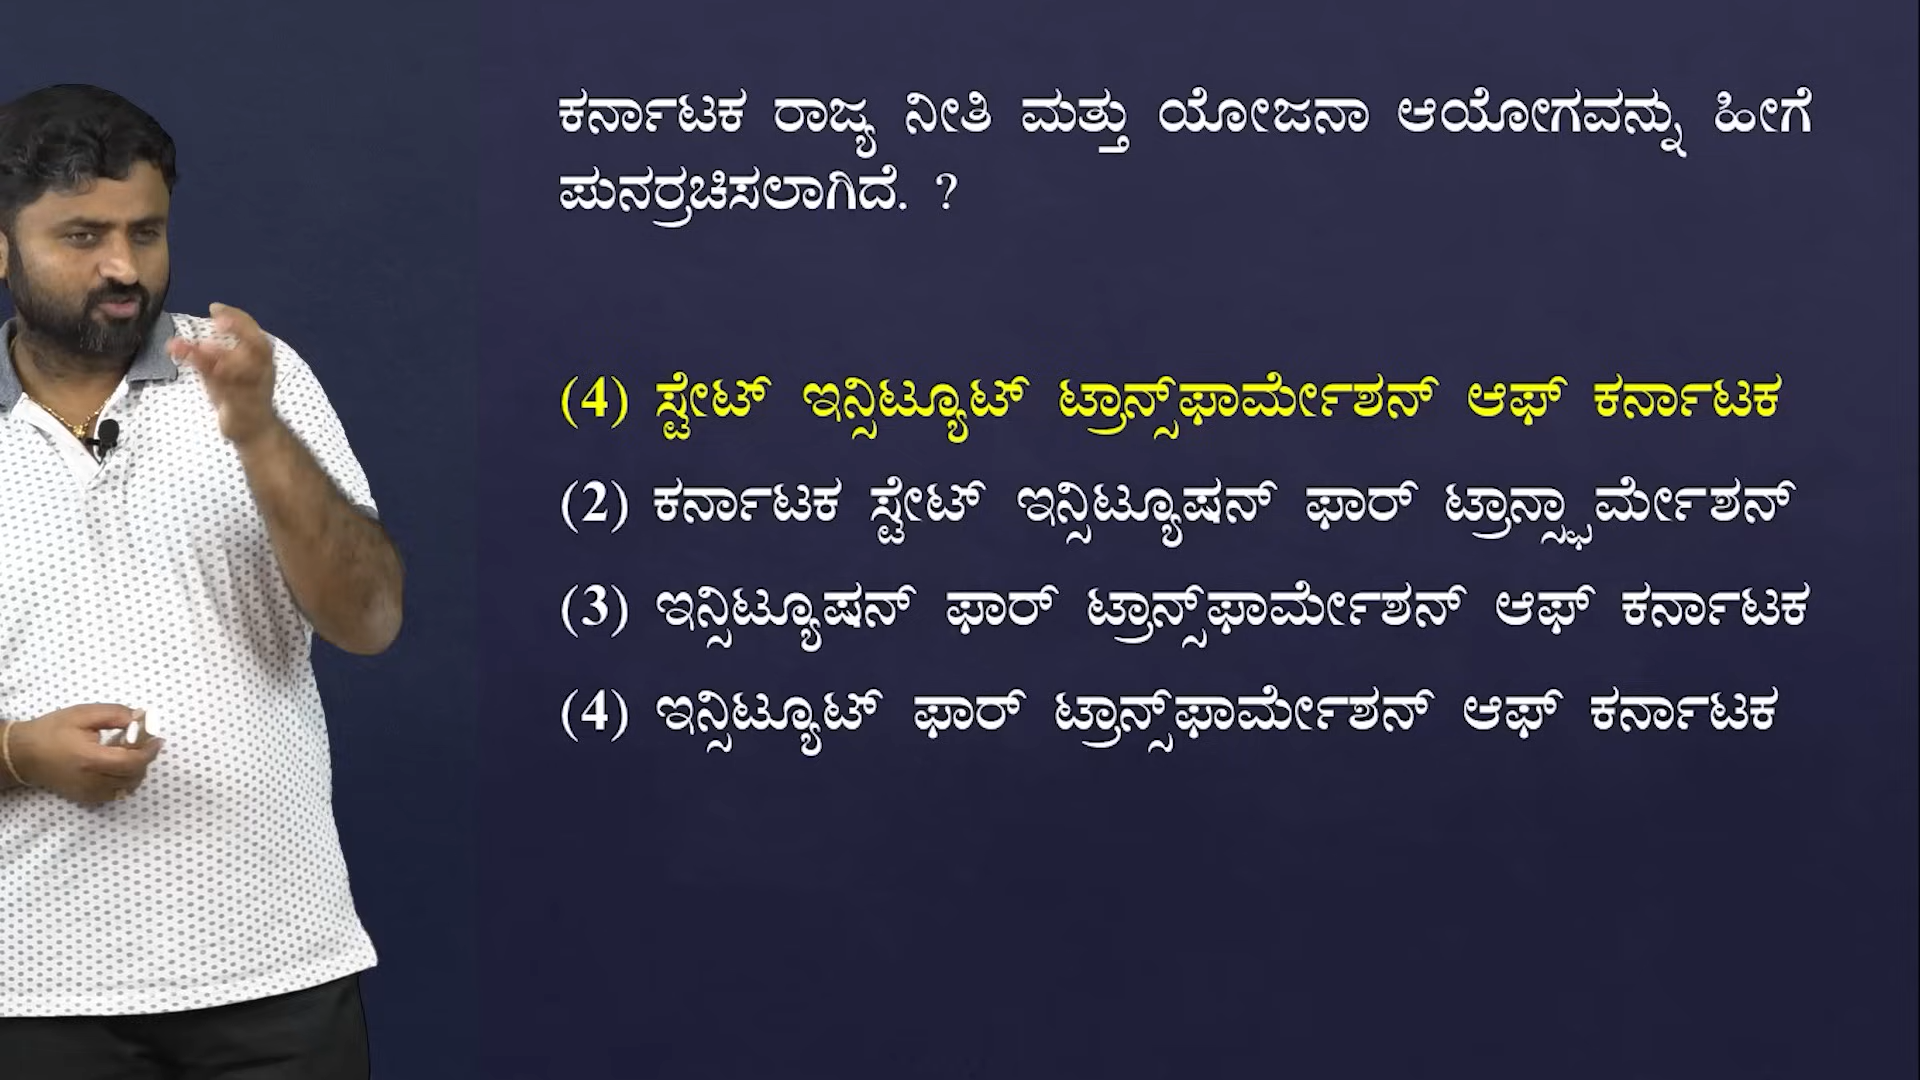 ಕರ್ನಾಟಕ ರಾಜ್ಯ ನೀತಿ ಮತ್ತು ಯೋಜನಾ ಆಯೋಗವನ್ನು ಹೀಗೆ
ಪುನರ್ರಚಿಸಲಾಗಿದೆ. ?
(4) ಸ್ಟೇಟ್ ಇನ್ಸಿಟ್ಯೂಟ್ ಟ್ರಾನ್ಸ್‌ಫಾರ್ಮೇಶನ್ ಆಫ್ ಕರ್ನಾಟಕ
(2) ಕರ್ನಾಟಕ ಸ್ಟೇಟ್ ಇನ್ಸಿಟ್ಯೂಷನ್ ಫಾರ್ ಟ್ರಾನ್ಸ್ಫಾರ್ಮೇಶನ್
(3) ಇನ್ಸಿಟ್ಯೂಷನ್ ಫಾರ್ ಟ್ರಾನ್ಸ್‌ಫಾರ್ಮೇಶನ್ ಆಫ್ ಕರ್ನಾಟಕ
(4) ಇನ್ಸಿಟ್ಯೂಟ್ ಫಾರ್ ಟ್ರಾನ್ಸ್‌ಫಾರ್ಮೇಶನ್ ಆಫ್ ಕರ್ನಾಟಕ